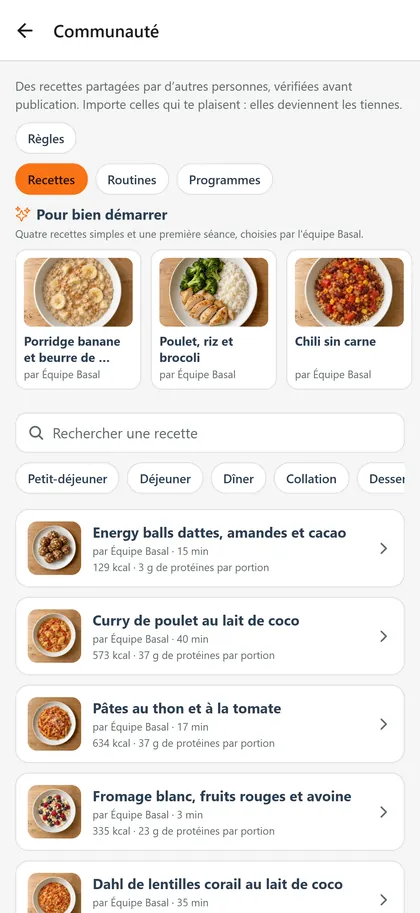 Communauté
Des recettes partagées par d’autres personnes, vérifiées avant
publication. Importe celles qui te plaisent : elles deviennent les tiennes.
Règles
Recettes
Routines
Programmes
Pour bien démarrer
Quatre recettes simples et une première séance, choisies par l'équipe Basal.
Porridge banane
et beurre de ...
par Équipe Basal
Poulet, riz et
brocoli
par Équipe Basal
Chili sin carne
par Équipe Basal
Rechercher une recette
Petit-déjeuner
Déjeuner
Dîner
Collation
Desser
Energy balls dattes, amandes et cacao
par Équipe Basal · 15 min
129 kcal · 3 g de protéines par portion
Curry de poulet au lait de coco
par Équipe Basal · 40 min
573 kcal · 37 g de protéines par portion
Pâtes au thon et à la tomate
par Équipe Basal · 17 min
634 kcal · 37 g de protéines par portion
Fromage blanc, fruits rouges et avoine
par Équipe Basal · 3 min
335 kcal · 23 g de protéines par portion
Dahl de lentilles corail au lait de coco
par Équipe Basal · 35 min